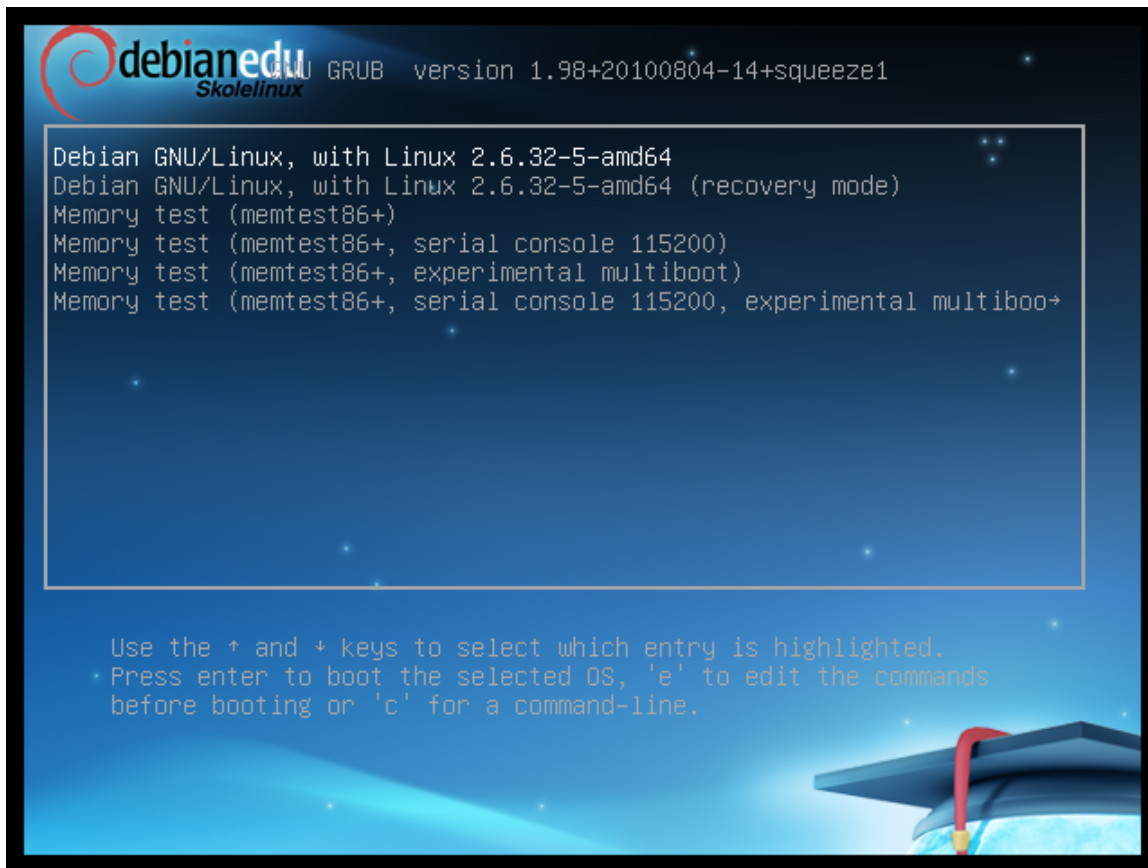 debianedu
Skolelinux
GNU GRUB version 1.98+20100804-14+squeeze1
Debian GNU/Linux, with Linux 2.6.32-5-amd64
Debian GNU/Linux, with Linux 2.6.32-5-amd64 (recovery mode)
Memory test (memtest86+)
Memory test (memtest86+, serial console 115200)
Memory test (memtest86+, experimental multiboot)
Memory test (memtest86+, serial console 115200, experimental multiboo→
Use the ↑ and ↓ keys to select which entry is highlighted.
Press enter to boot the selected OS, 'e' to edit the commands
before booting or 'c' for a command-line.